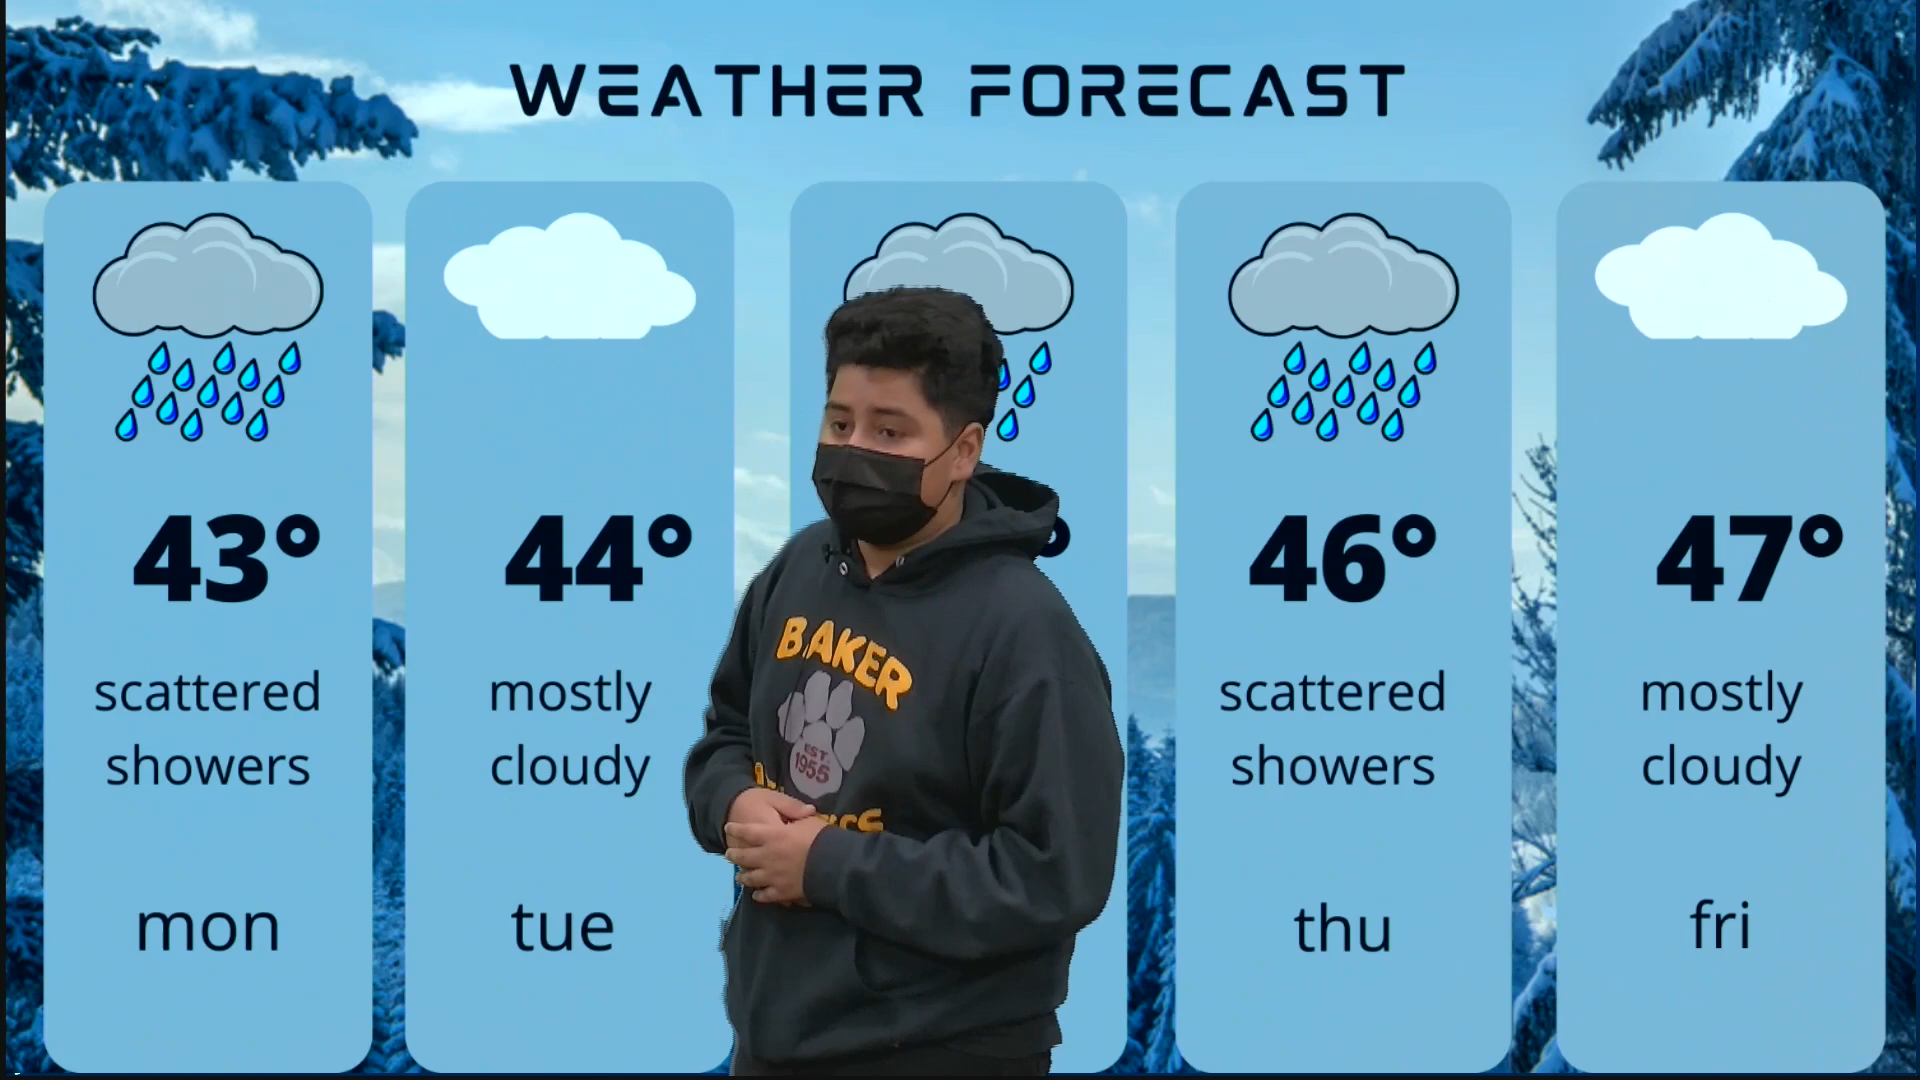 WEATHER FORECAST
43°
scattered
showers
mon
44°
mostly
cloudy
tue
°
BAKER
EST.
1955
46°
scattered
showers
thu
47°
mostly
cloudy
fri